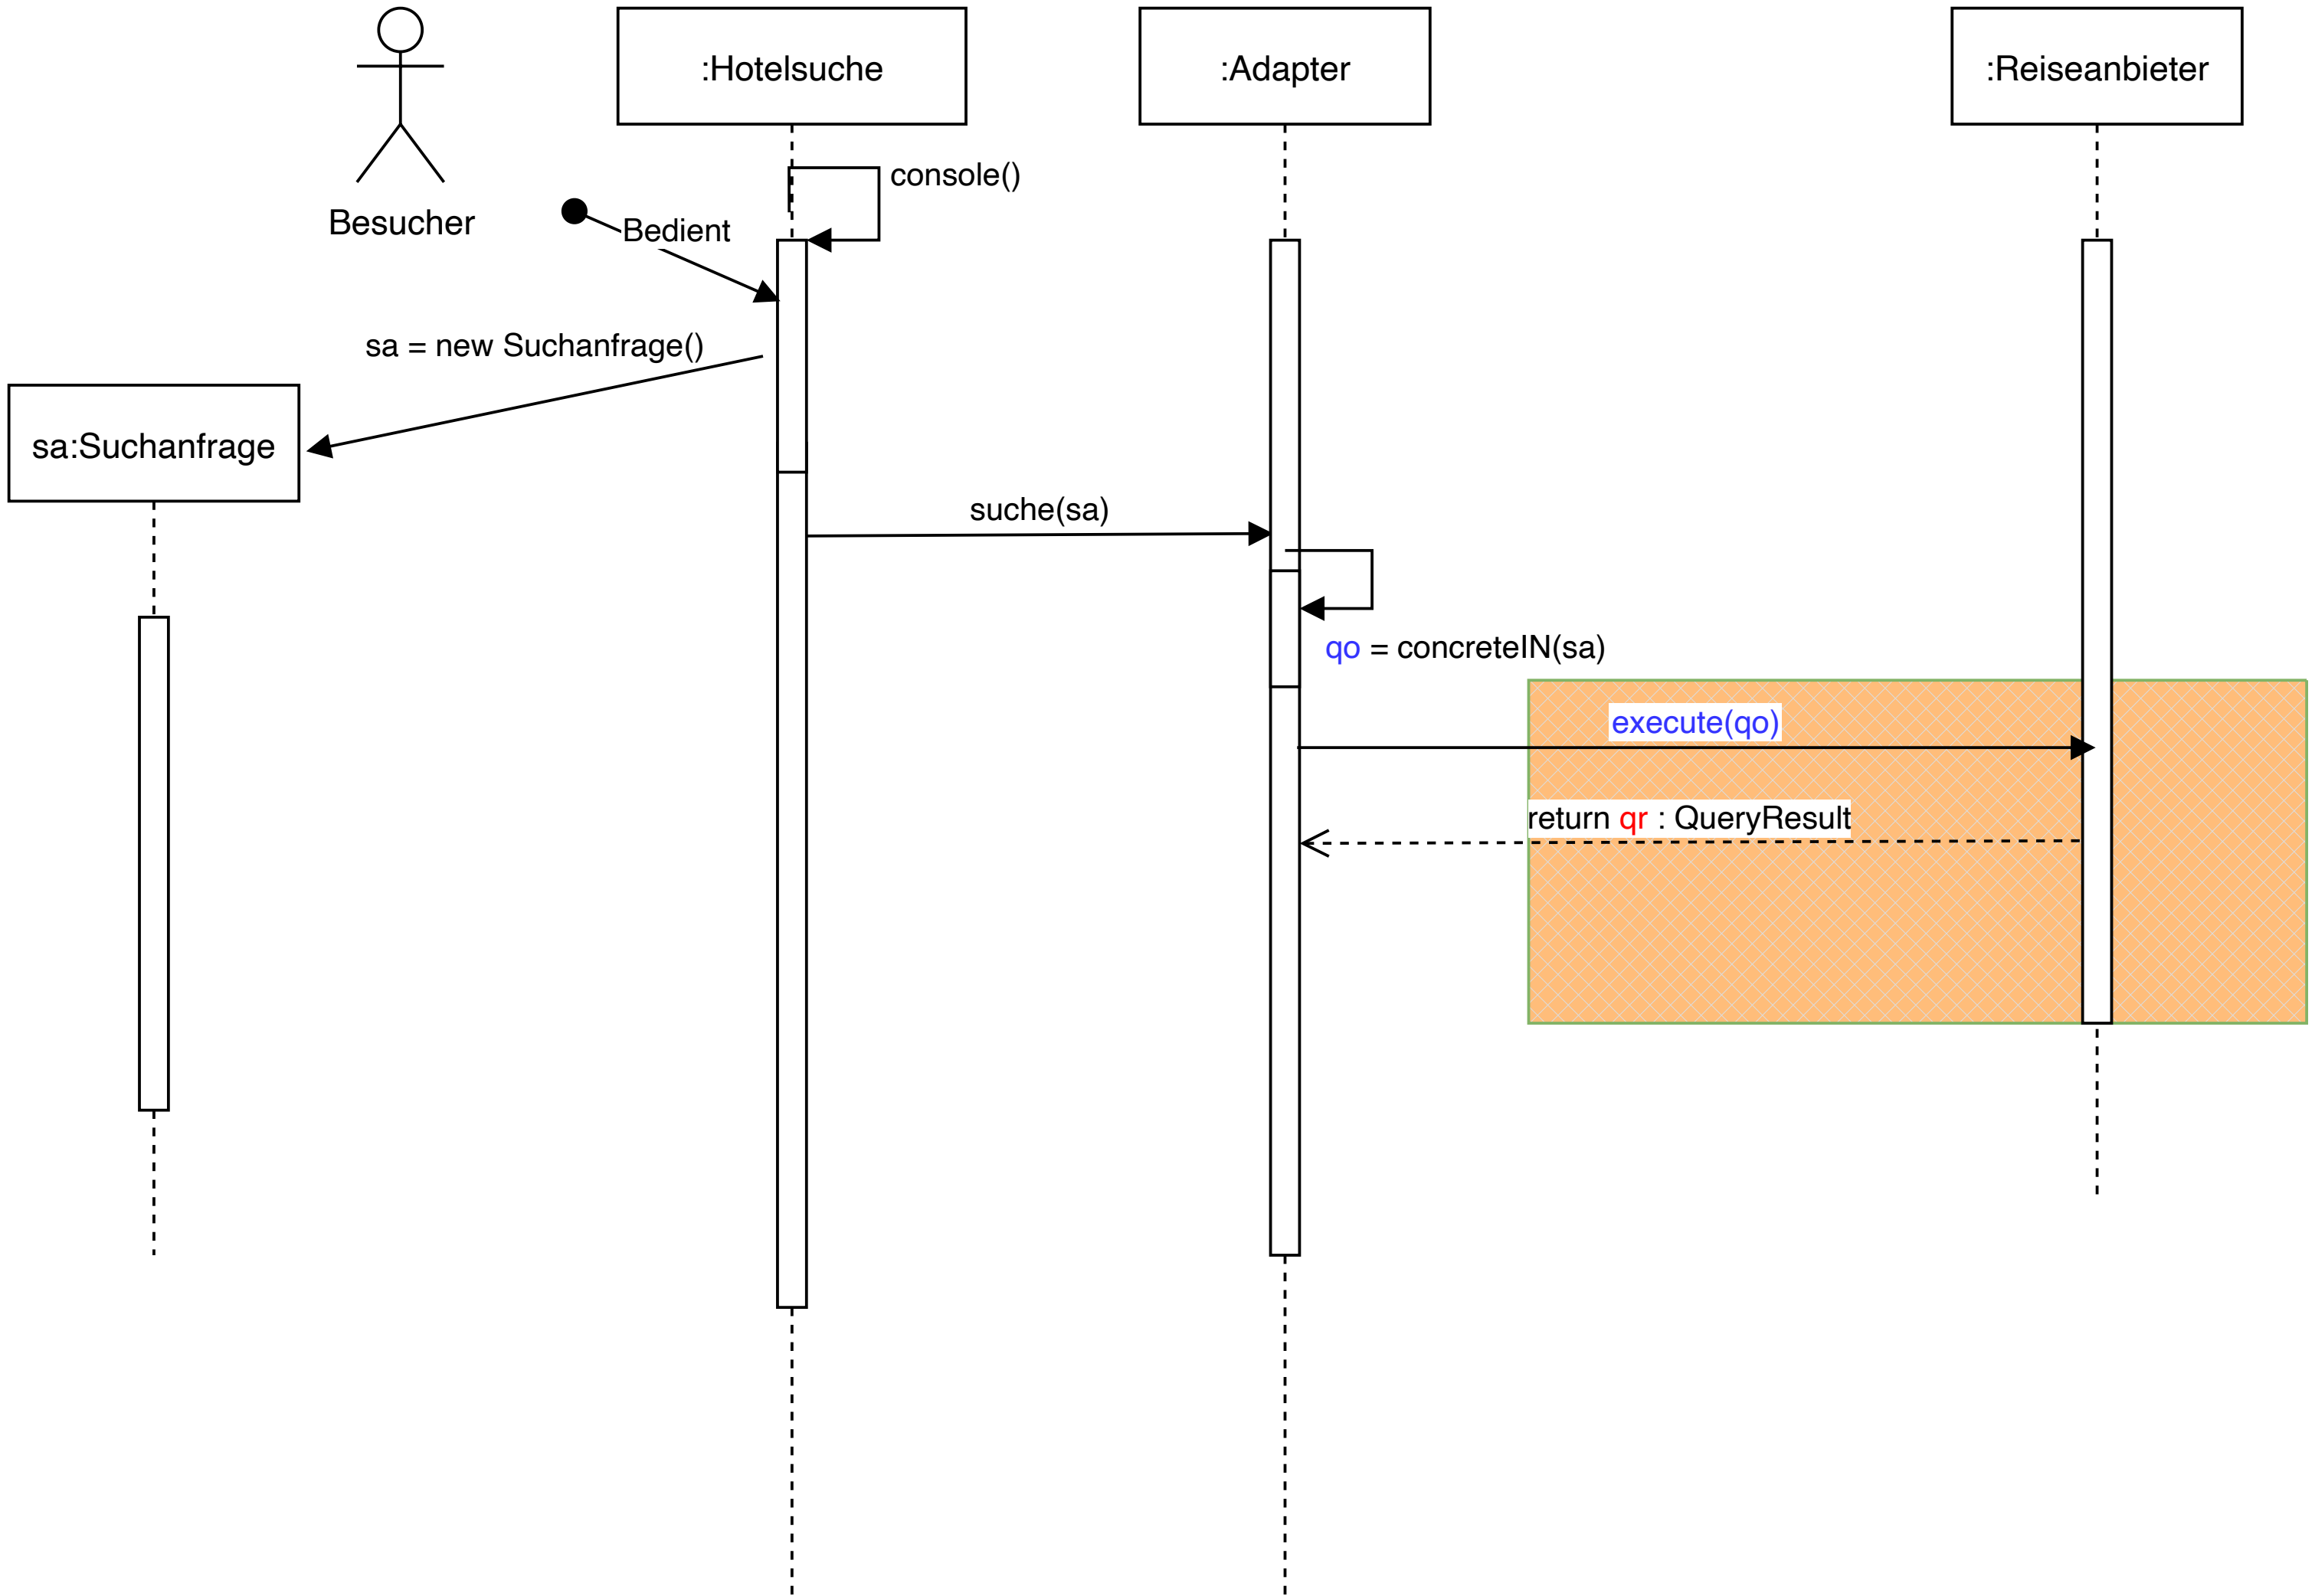 :Hotelsuche
:Adapter
:Reiseanbieter
console()
Besucher
Bedient
sa = new Suchanfrage()
sa:Suchanfrage
suche(sa)
qo = concreteIN(sa)
execute(qo)
return qr : QueryResult